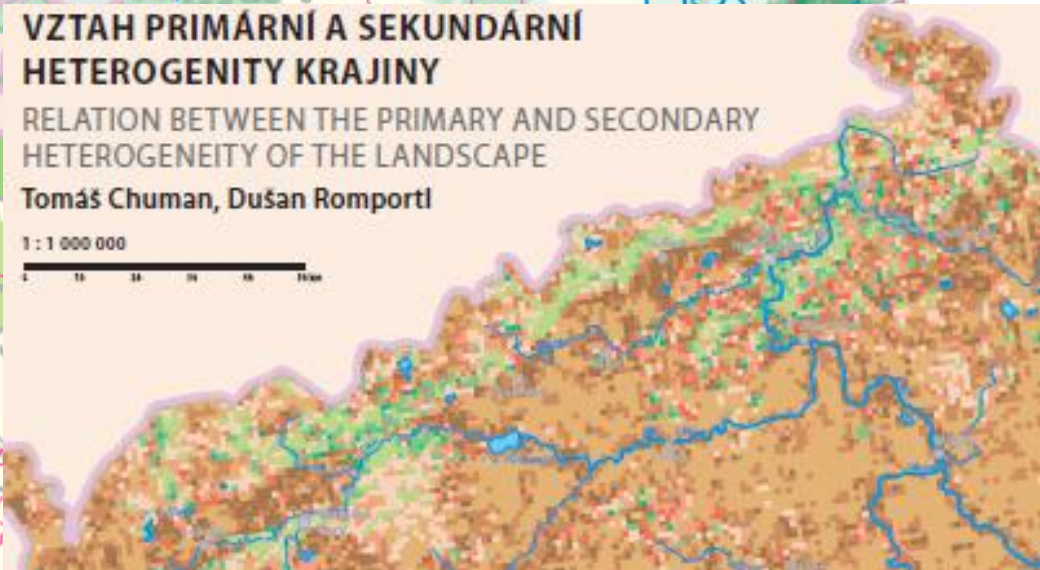 VZTAH PRIMÁRNÍ A SEKUNDÁRNÍ
HETEROGENITY KRAJINY
RELATION BETWEEN THE PRIMARY AND SECONDARY
HETEROGENEITY OF THE LANDSCAPE
Tomáš Chuman, Dušan Romportl
1 : 1 000 000